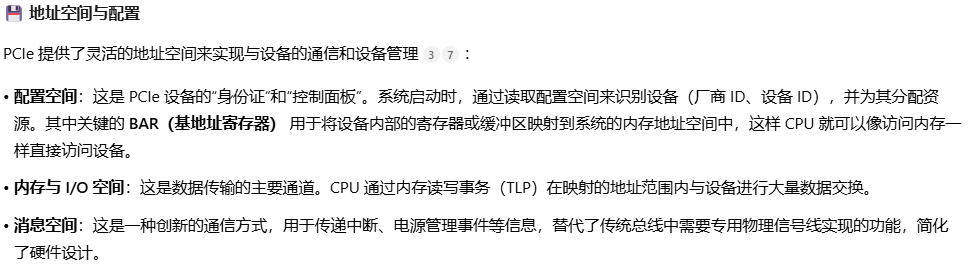 💾 地址空间与配置
PCIe 提供了灵活的地址空间来实现与设备的通信和设备管理 3 7 ：
• 配置空间：这是 PCIe 设备的“身份证”和“控制面板”。系统启动时，通过读取配置空间来识别设备（厂商 ID、设备 ID），并为其分配资
源。其中关键的 BAR（基地址寄存器） 用于将设备内部的寄存器或缓冲区映射到系统的内存地址空间中，这样 CPU 就可以像访问内存一
样直接访问设备。
• 内存与 I/O 空间：这是数据传输的主要通道。CPU 通过内存读写事务（TLP）在映射的地址范围内与设备进行大量数据交换。
• 消息空间：这是一种创新的通信方式，用于传递中断、电源管理事件等信息，替代了传统总线中需要专用物理信号线实现的功能，简化
了硬件设计。